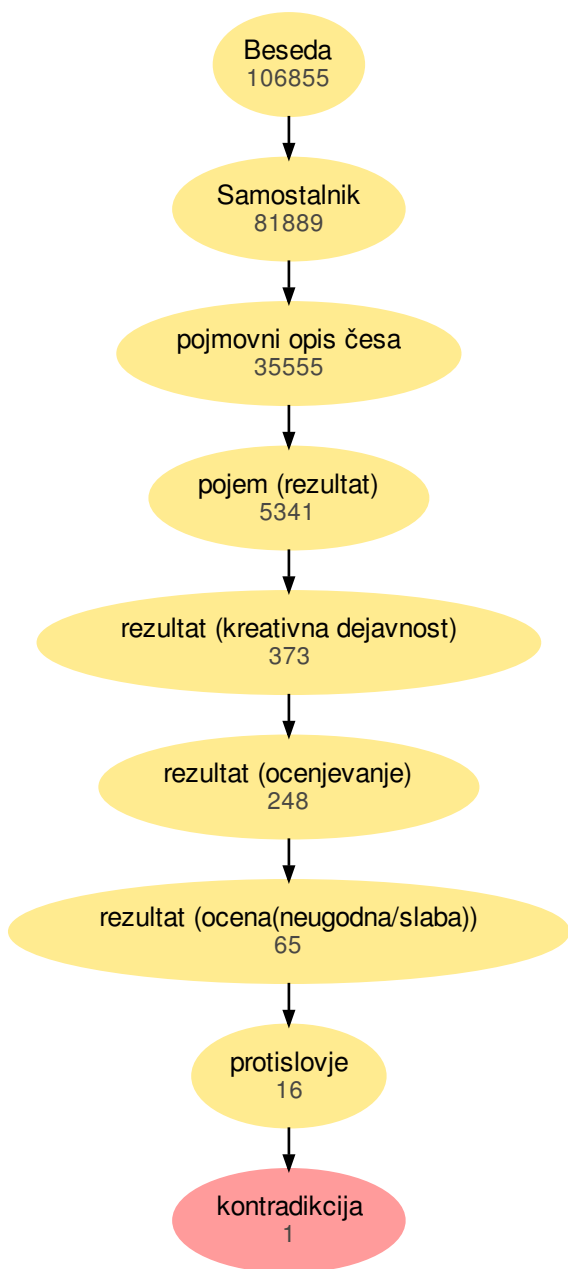 Beseda
106855
Samostalnik
81889
pojmovni opis česa
35555
pojem (rezultat)
5341
rezultat (kreativna dejavnost)
373
rezultat (ocenjevanje)
248
rezultat (ocena(neugodna/slaba))
65
protislovje
16
kontradikcija
1